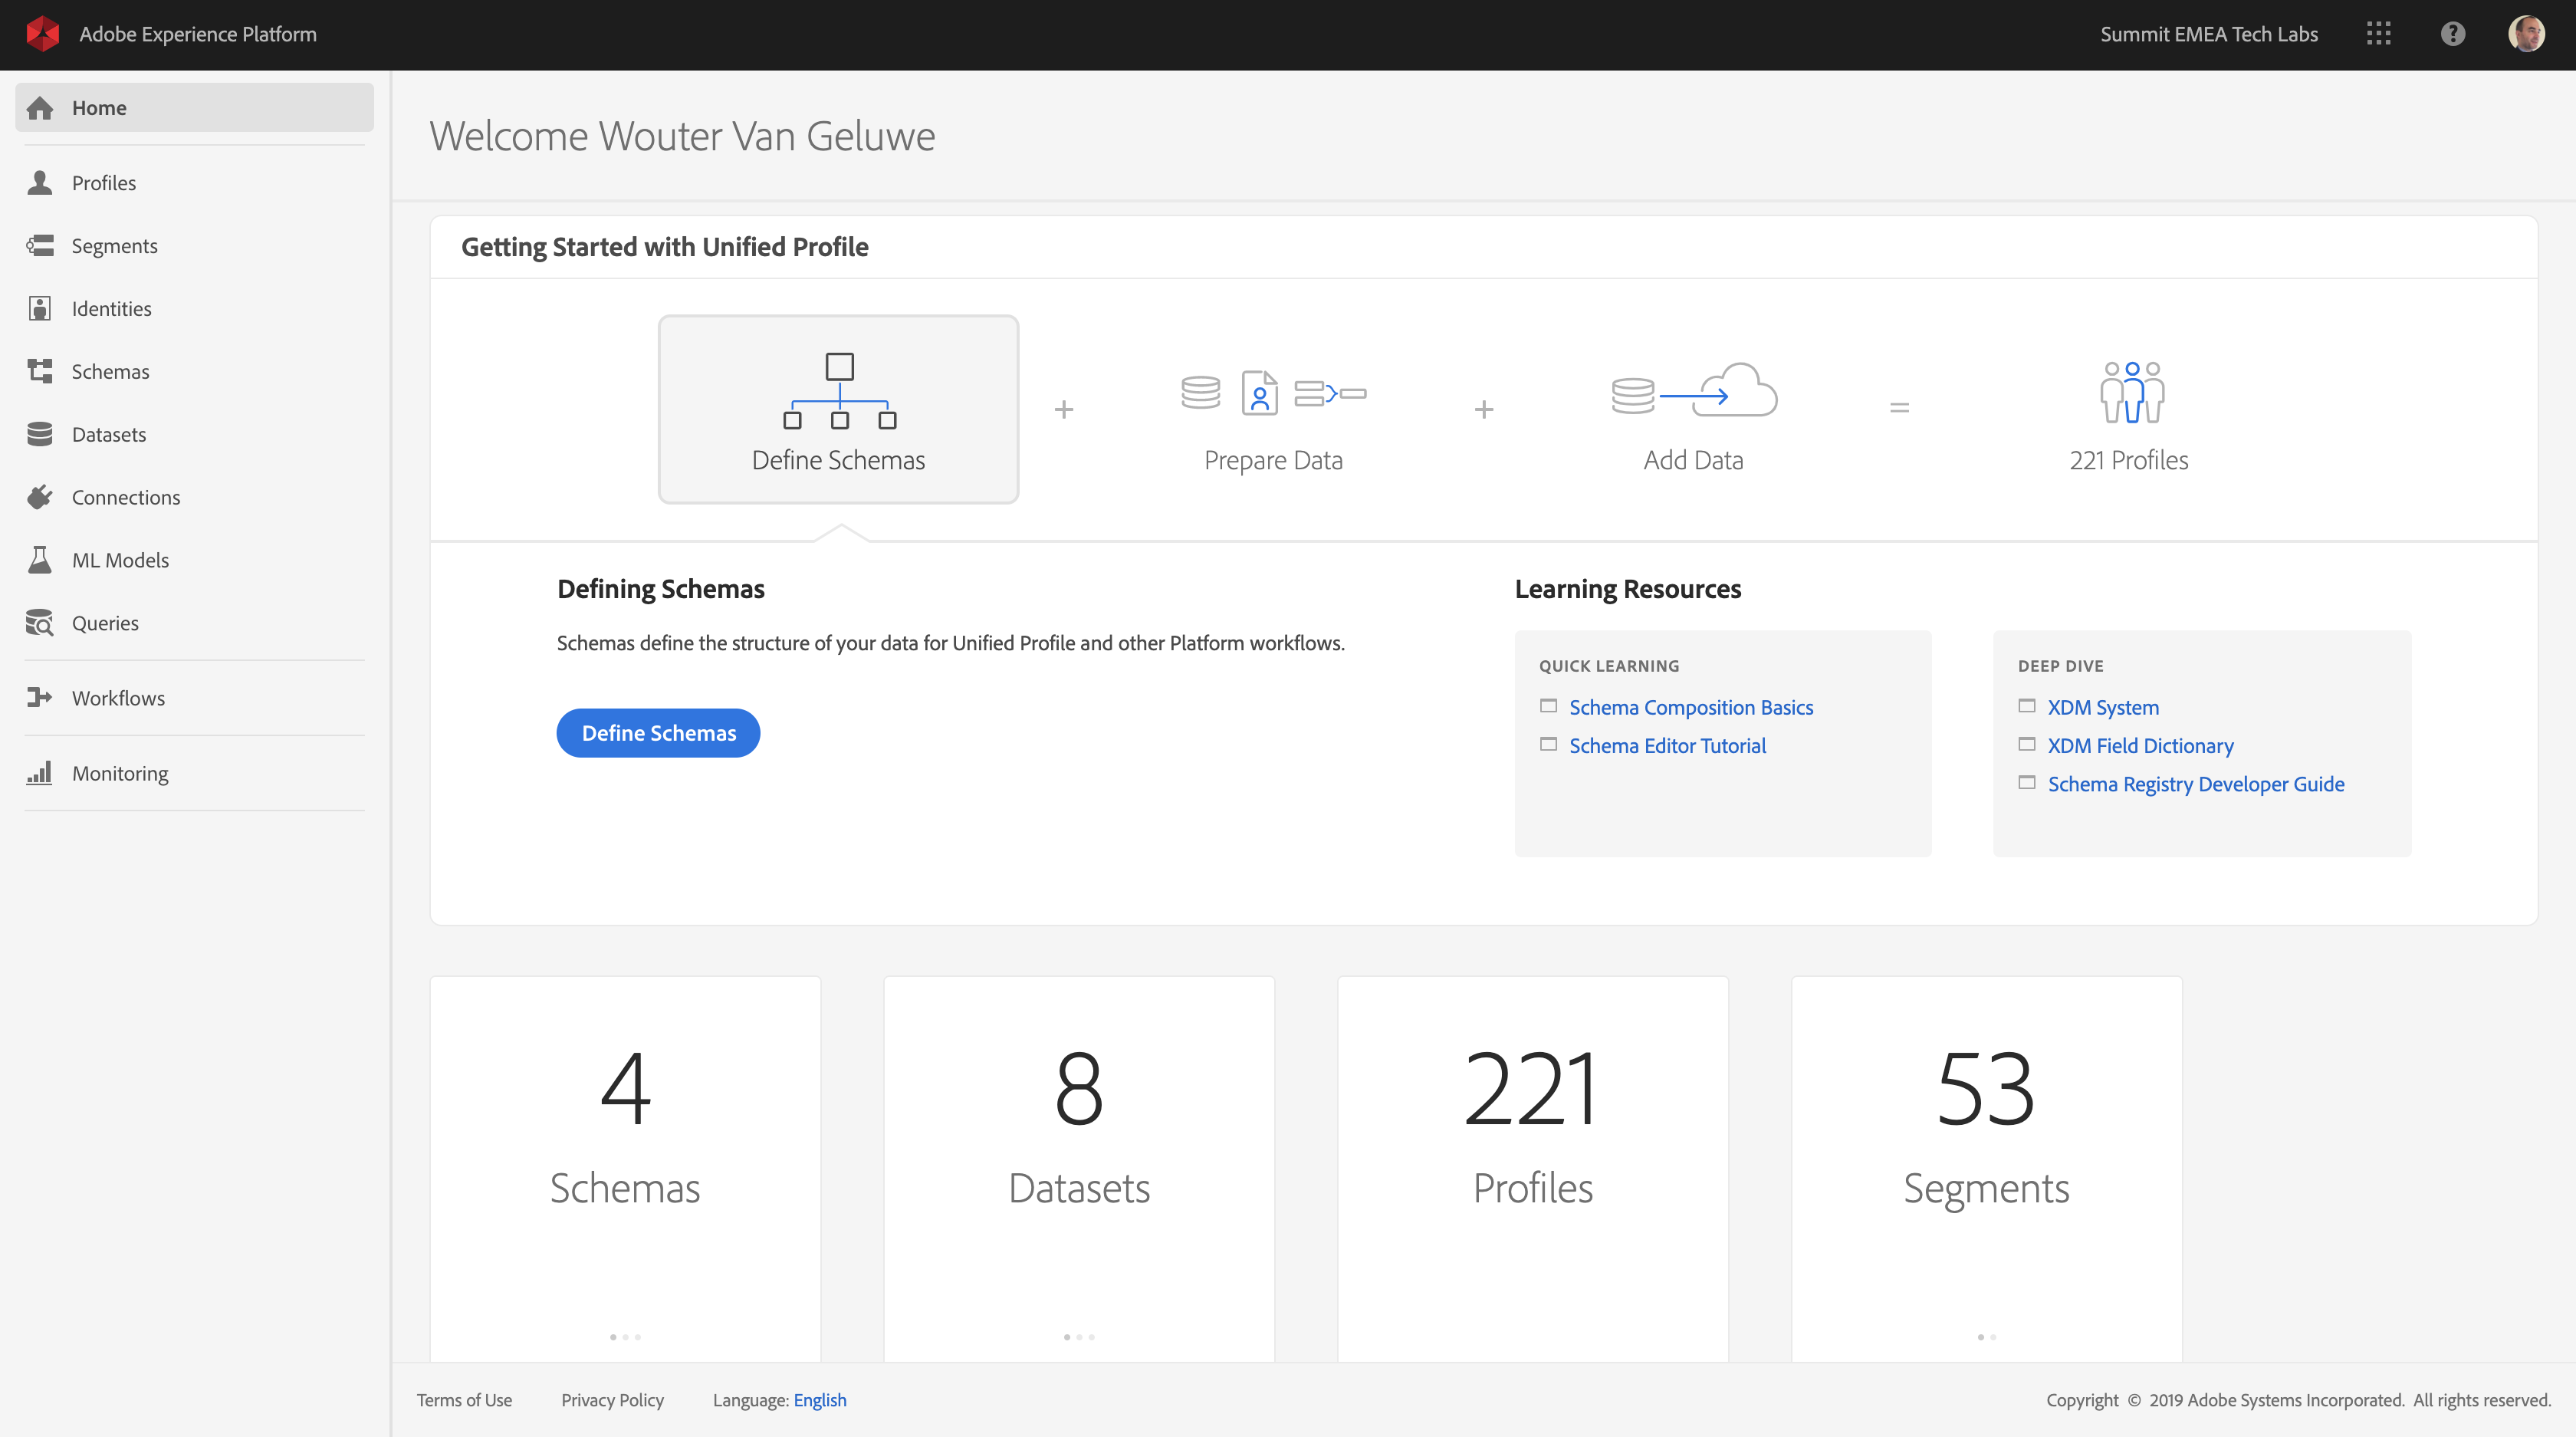 Adobe Experience Platform
Summit EMEA Tech Labs
Home
Profiles
Segments
Identities
Schemas
Datasets
Connections
ML Models
Queries
Workflows
Monitoring
Welcome Wouter Van Geluwe
Getting Started with Unified Profile
Define Schemas
+
Prepare Data
+
Add Data
=
221 Profiles
Defining Schemas
Schemas define the structure of your data for Unified Profile and other Platform workflows.
Define Schemas
Learning Resources
QUICK LEARNING
Schema Composition Basics
Schema Editor Tutorial
DEEP DIVE
XDM System
XDM Field Dictionary
Schema Registry Developer Guide
4
Schemas
8
Datasets
221
Profiles
53
Segments
Terms of Use
Privacy Policy
Language: English
Copyright © 2019 Adobe Systems Incorporated. All rights reserved.